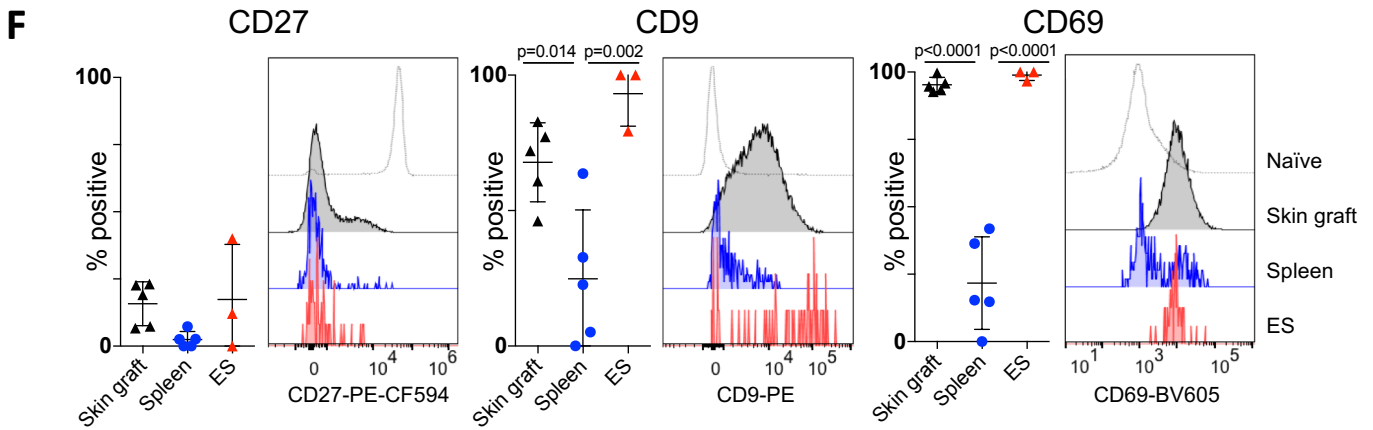 F
CD27
CD9
CD69
p=0.014 p=0.002
p<0.0001 p<0.0001
% positive
100
0
Skin graft
Spleen
ES
0 10^4 10^6
CD27-PE-CF594
% positive
100
0
Skin graft
Spleen
ES
0 10^4 10^5
CD9-PE
% positive
100
0
Skin graft
Spleen
ES
10^1 10^3 10^5
CD69-BV605
Naïve
Skin graft
Spleen
ES